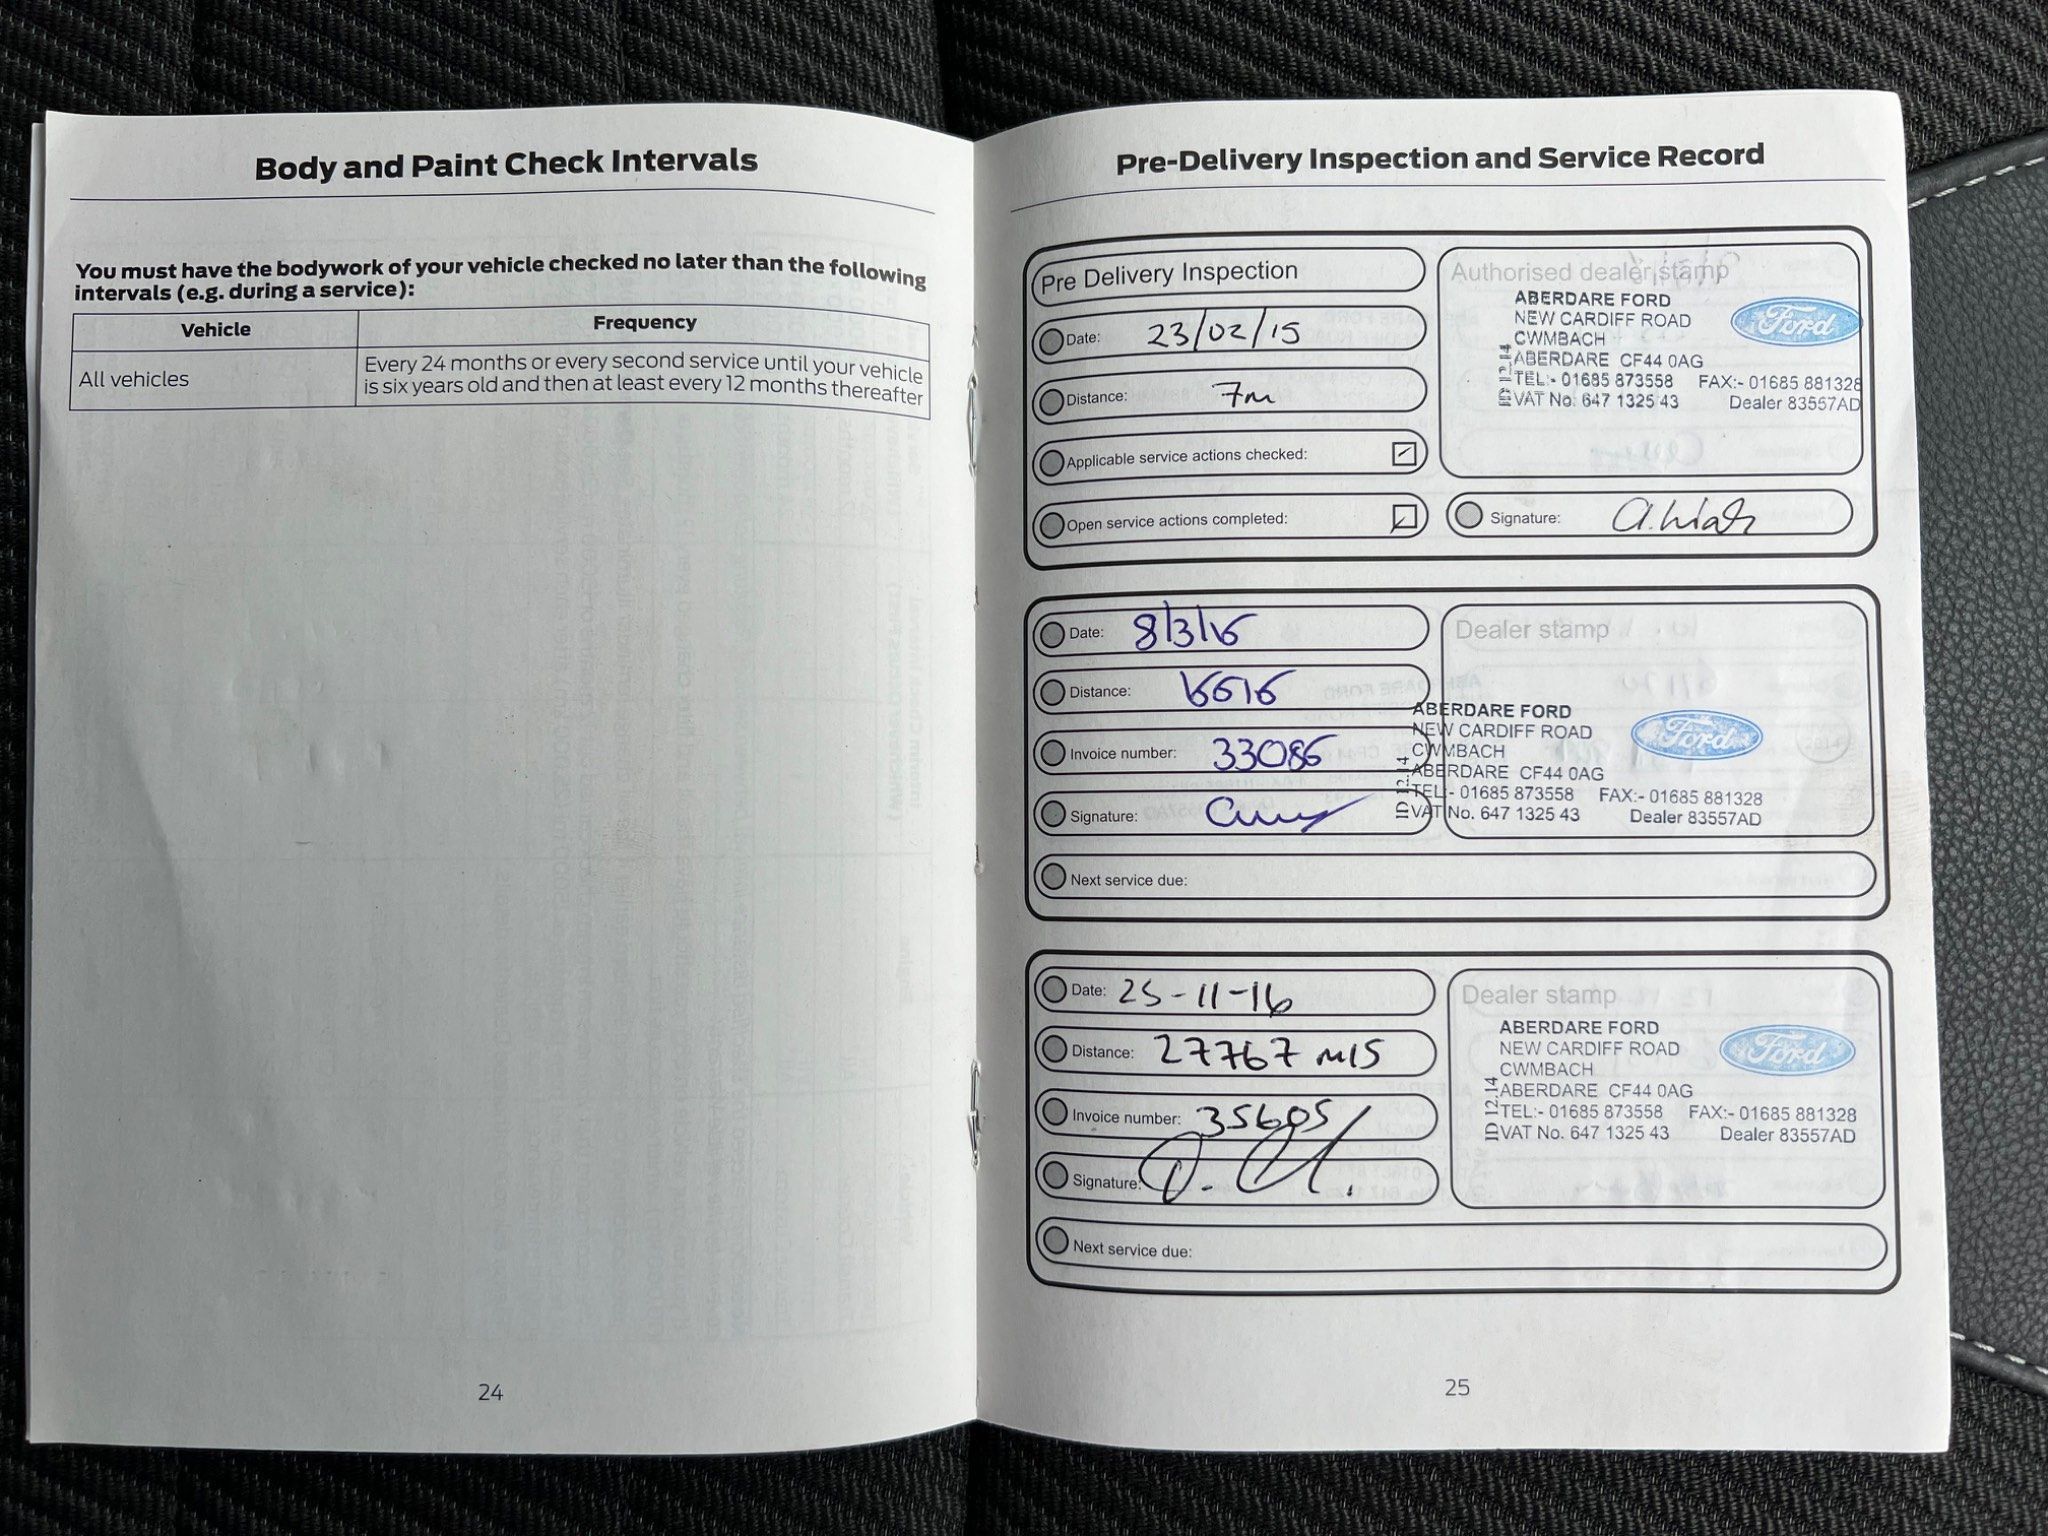 Body and Paint Check Intervals
You must have the bodywork of your vehicle checked no later than the following
intervals (e.g. during a service):
Vehicle
Frequency
All vehicles
Every 24 months or every second service until your vehicle
is six years old and then at least every 12 months thereafter
24
Pre-Delivery Inspection and Service Record
Pre Delivery Inspection
Date: 23/02/15
Distance: 7m
Applicable service actions checked:
Open service actions completed:
Authorised dealer stamp
ABERDARE FORD
NEW CARDIFF ROAD
CWMBACH
ABERDARE CF44 0AG
TEL:- 01685 873558 FAX:- 01685 881328
VAT No. 647 1325 43 Dealer 83557AD
Ford
Signature:
Date: 8/3/16
Distance: 16616
Invoice number: 33086
Signature:
Next service due:
Dealer stamp
ABERDARE FORD
NEW CARDIFF ROAD
CWMBACH
ABERDARE CF44 0AG
TEL:- 01685 873558 FAX:- 01685 881328
VAT No. 647 1325 43 Dealer 83557AD
ID 12.14
Ford
Date: 25-11-16
Distance: 27767 mls
Invoice number: 35605
Signature:
Next service due:
Dealer stamp
ABERDARE FORD
NEW CARDIFF ROAD
CWMBACH
ABERDARE CF44 0AG
TEL:- 01685 873558 FAX:- 01685 881328
VAT No. 647 1325 43 Dealer 83557AD
ID 12.14
Ford
25